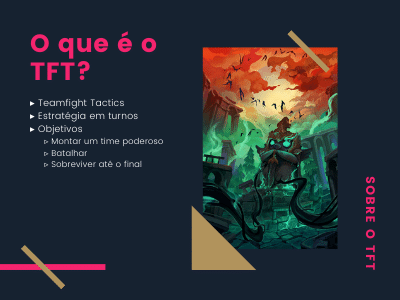 O que é o
TFT?
▸ Teamfight Tactics
▸ Estratégia em turnos
▸ Objetivos
▹ Montar um time poderoso
▹ Batalhar
▹ Sobreviver até o final
SOBRE O TFT